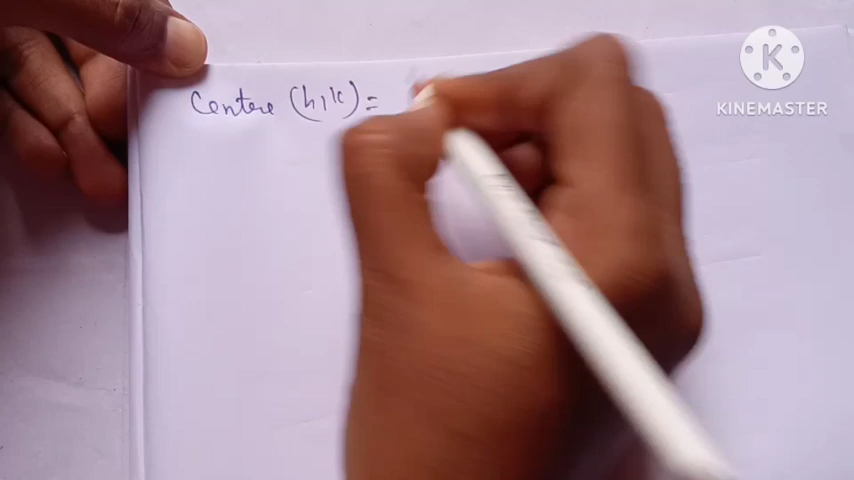 Centre (h,k) =
KINEMASTER